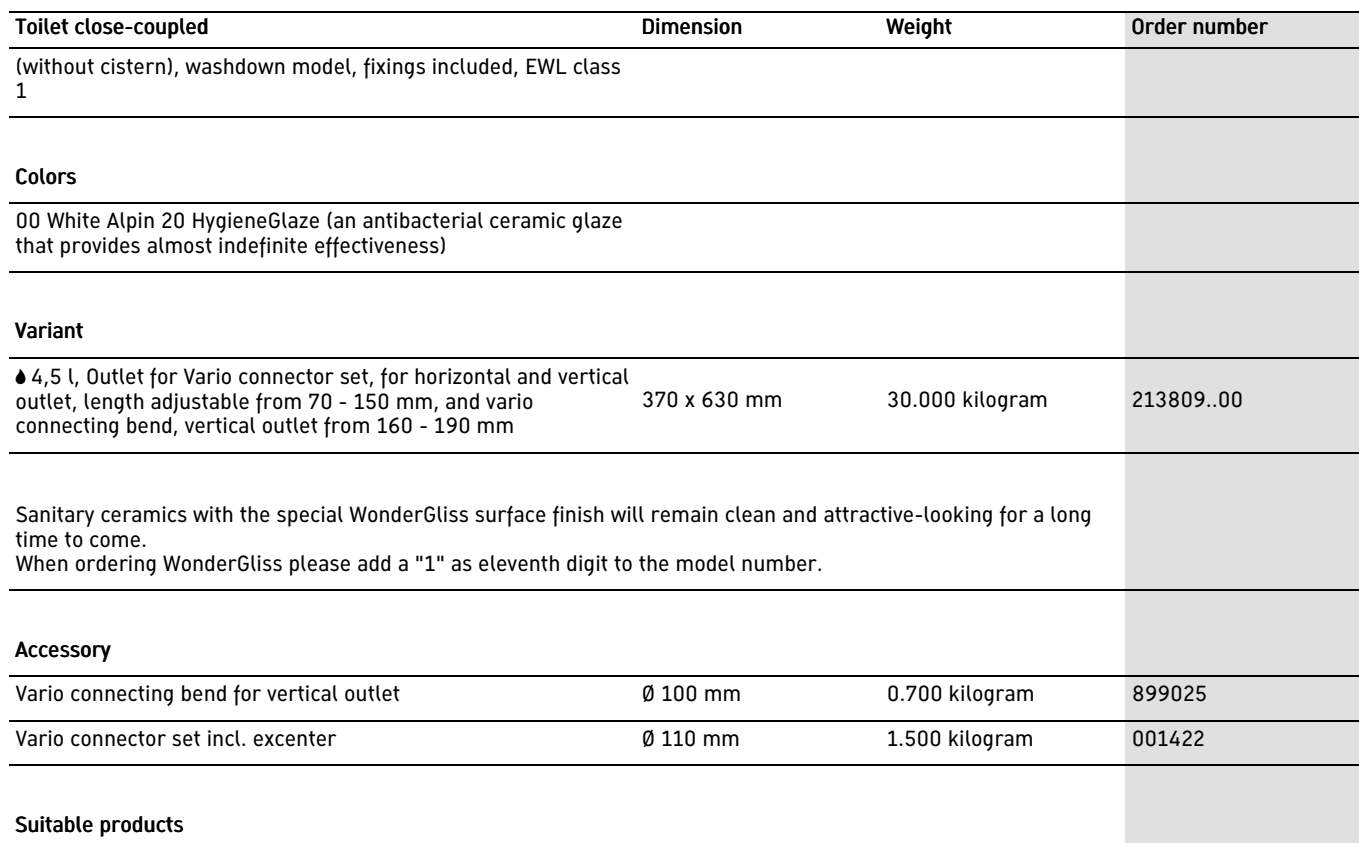 Toilet close-coupled Dimension Weight Order number
(without cistern), washdown model, fixings included, EWL class
1
Colors
00 White Alpin 20 HygieneGlaze (an antibacterial ceramic glaze
that provides almost indefinite effectiveness)
Variant
4,5 l, Outlet for Vario connector set, for horizontal and vertical
outlet, length adjustable from 70 - 150 mm, and vario 370 x 630 mm 30.000 kilogram 213809..00
connecting bend, vertical outlet from 160 - 190 mm
Sanitary ceramics with the special WonderGliss surface finish will remain clean and attractive-looking for a long
time to come.
When ordering WonderGliss please add a "1" as eleventh digit to the model number.
Accessory
Vario connecting bend for vertical outlet Ø 100 mm 0.700 kilogram 899025
Vario connector set incl. excenter Ø 110 mm 1.500 kilogram 001422
Suitable products